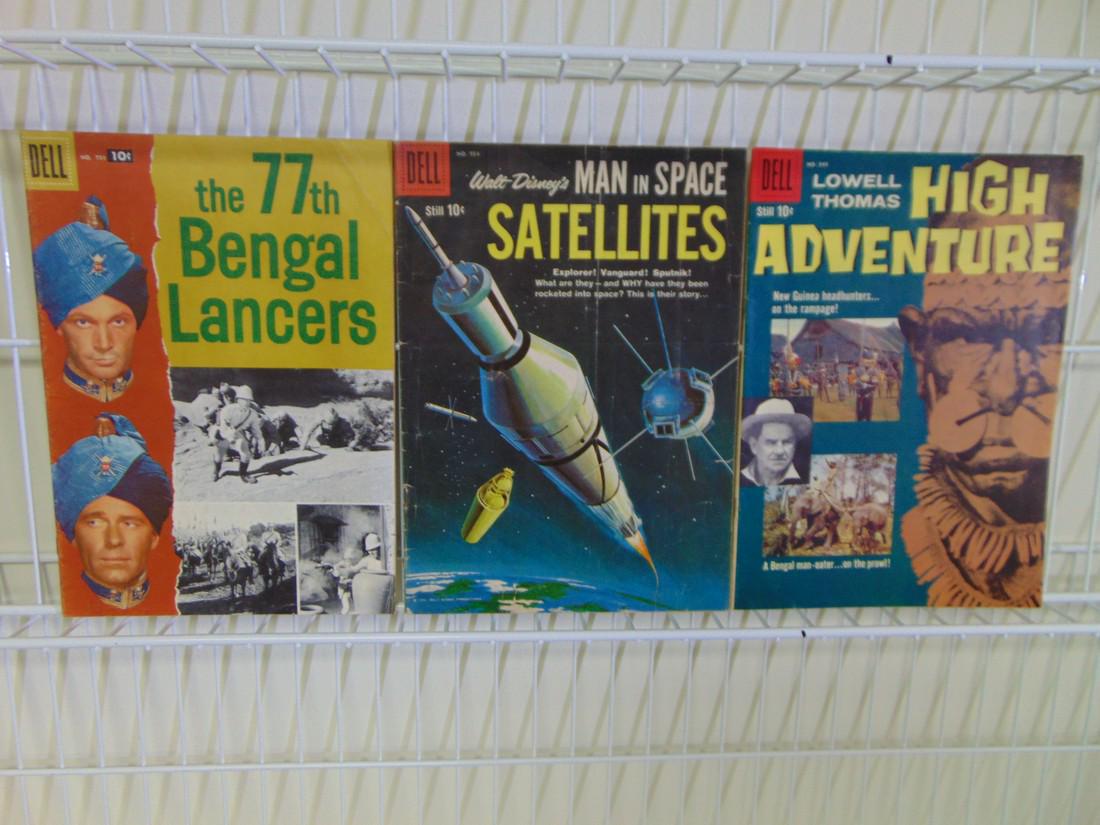 DELL
10¢
the 77th
Bengal
Lancers
DELL
Still 10¢
Walt Disney's MAN IN SPACE
SATELLITES
Explorer! Vanguard! Sputnik!
What are they—and WHY have they been
rocketed into space? This is their story...
DELL
Still 10¢
LOWELL
THOMAS
HIGH
ADVENTURE
New Guinea headhunters...
on the rampage!
A Bengal man-eater...on the prowl!